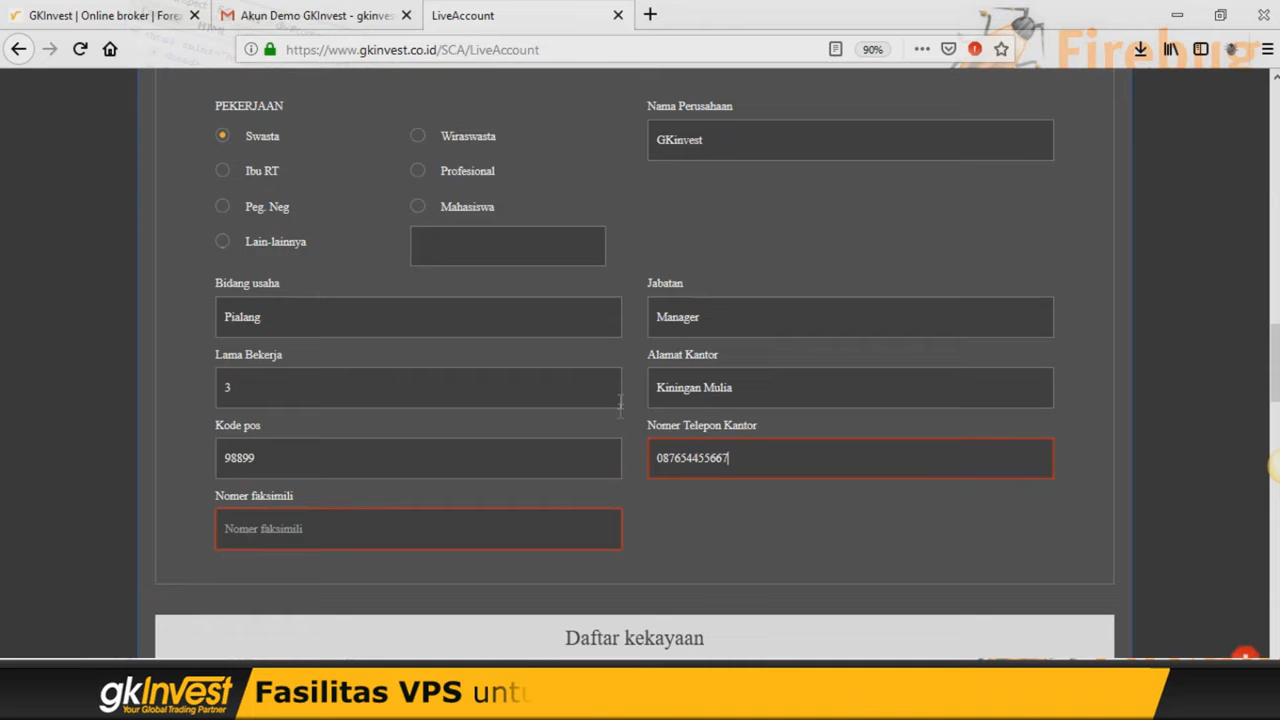 GKInvest | Online broker | Fore
Akun Demo GKInvest - gkinves
LiveAccount
https://www.gkinvest.co.id/SCA/LiveAccount
90%
Firebug
PEKERJAAN
Nama Perusahaan
Swasta
Wiraswasta
GKinvest
Ibu RT
Profesional
Peg. Neg
Mahasiswa
Lain-lainnya
Bidang usaha
Jabatan
Pialang
Manager
Lama Bekerja
Alamat Kantor
3
Kiningan Mulia
Kode pos
Nomer Telepon Kantor
98899
087654455667
Nomer faksimili
Nomer faksimili
Daftar kekayaan
gkInvest
Your Global Trading Partner
Fasilitas VPS untu